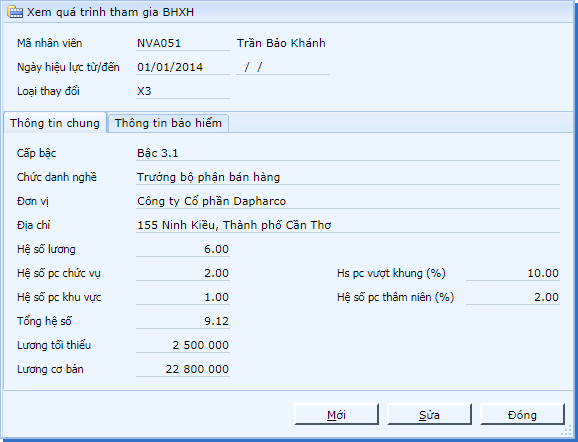 Xem quá trình tham gia BHXH
Mã nhân viên NVA051 Trần Bảo Khánh
Ngày hiệu lực từ/đến 01/01/2014 / /
Loại thay đổi X3
Thông tin chung Thông tin bảo hiểm
Cấp bậc Bậc 3.1
Chức danh nghề Trưởng bộ phận bán hàng
Đơn vị Công ty Cổ phần Dapharco
Địa chỉ 155 Ninh Kiều, Thành phố Cần Thơ
Hệ số lương 6.00
Hệ số pc chức vụ 2.00 Hs pc vượt khung (%) 10.00
Hệ số pc khu vực 1.00 Hệ số pc thâm niên (%) 2.00
Tổng hệ số 9.12
Lương tối thiểu 2 500 000
Lương cơ bản 22 800 000
Mới Sửa Đóng